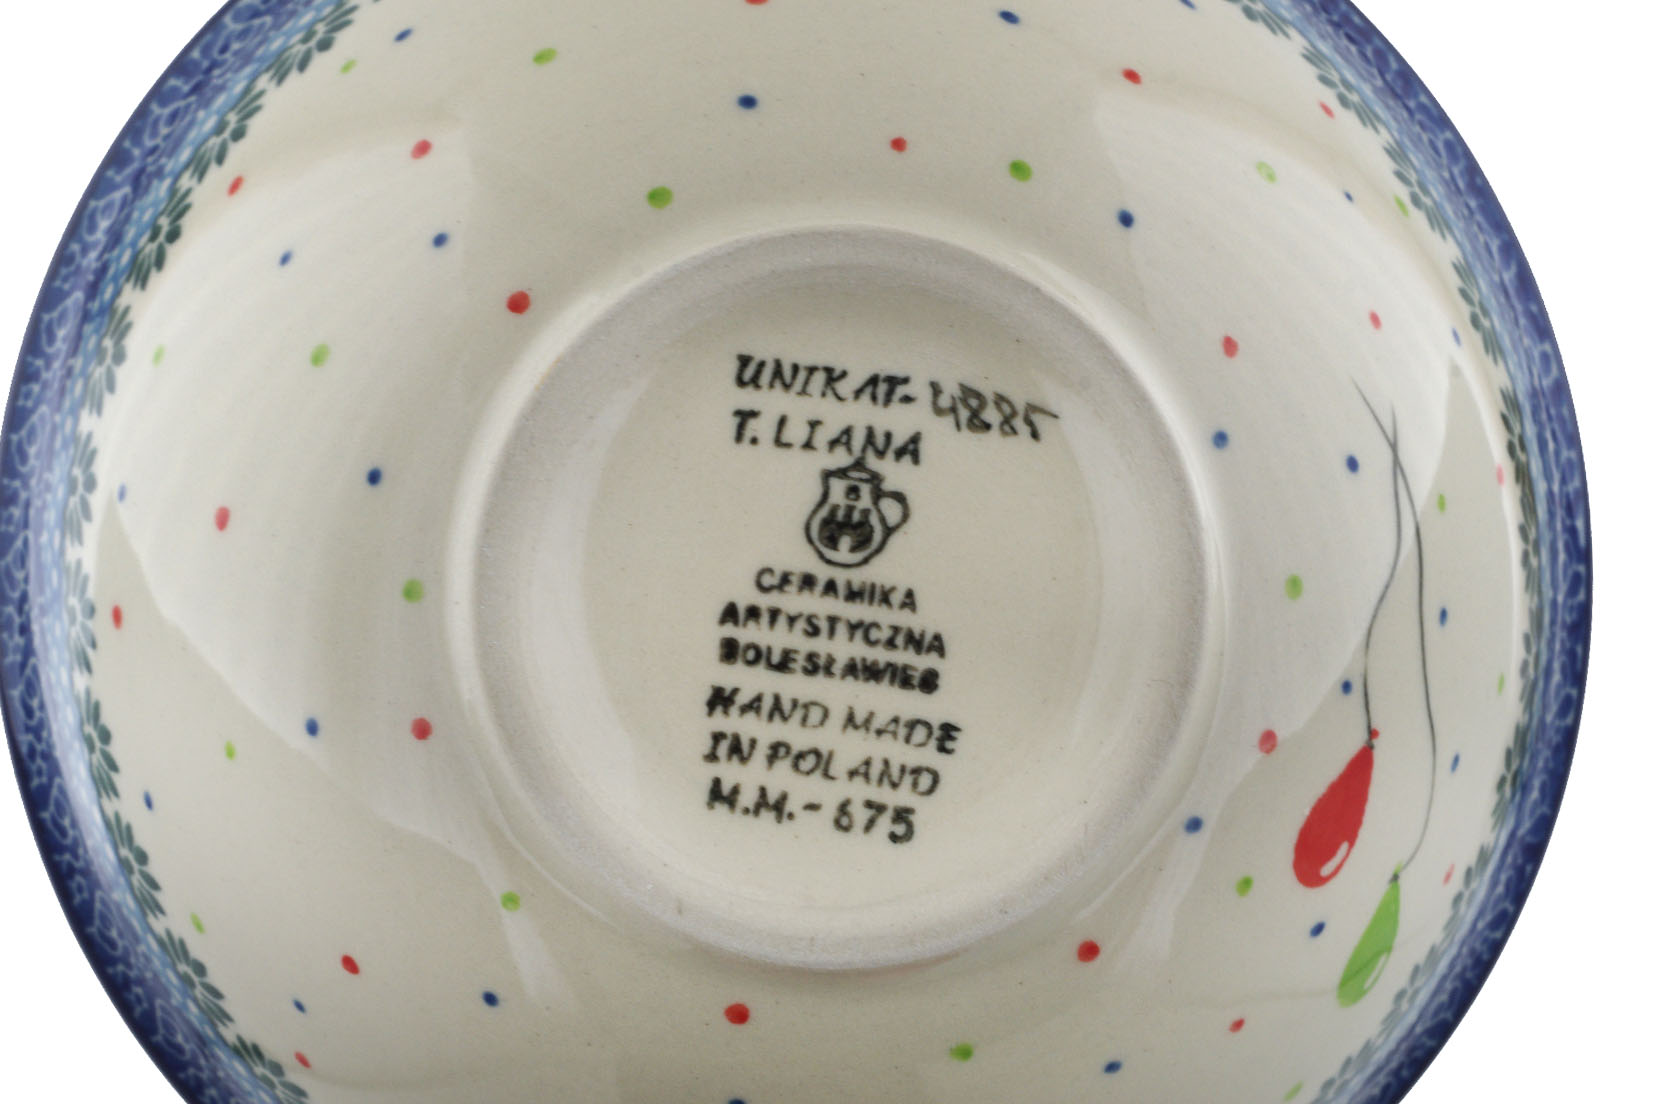 UNIKAT-4885
T. LIANA
B
CERAMIKA
ARTYSTYCZNA
BOLESŁAWIEC
HAND MADE
IN POLAND
M.M.-675